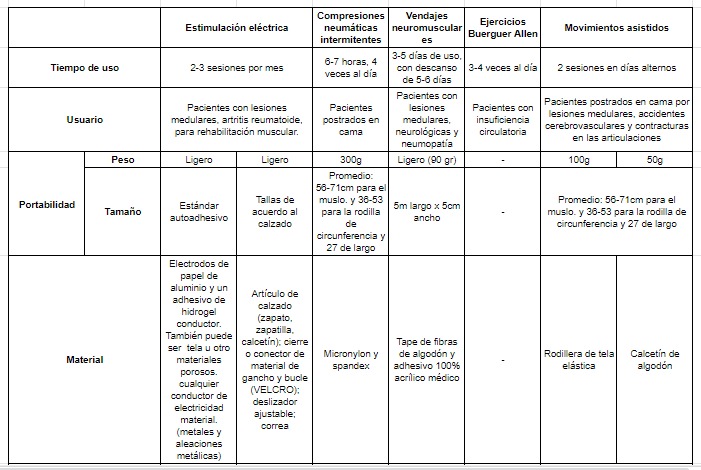 Estimulación eléctrica
Compresiones
neumáticas
intermitentes
Vendajes
neuromuscular
es
Ejercicios
Buerguer Allen
Movimientos asistidos
Tiempo de uso
2-3 sesiones por mes
6-7 horas, 4
veces al día
3-5 días de uso,
con descanso
de 5-6 días
3-4 veces al día
2 sesiones en días alternos
Usuario
Pacientes con lesiones
medulares, artritis reumatoide,
para rehabilitación muscular.
Pacientes
postrados en
cama
Pacientes con
lesiones
medulares,
neurológicas y
neumopatía
Pacientes con
insuficiencia
circulatoria
Pacientes postrados en cama por
lesiones medulares, accidentes
cerebrovasculares y contracturas
en las articulaciones
Portabilidad
Peso
Ligero
Ligero
300g
Ligero (90 gr)
-
100g
50g
Tamaño
Estándar
autoadhesivo
Tallas de
acuerdo al
calzado
Promedio:
56-71cm para el
muslo. y 36-53
para la rodilla
de
circunferencia y
27 de largo
5m largo x 5cm
ancho
-
Promedio: 56-71cm para el
muslo. y 36-53 para la rodilla de
circunferencia y 27 de largo
Material
Electrodos de
papel de
aluminio y un
adhesivo de
hidrogel
conductor.
También puede
ser tela u otro
materiales
porosos.
cualquier
conductor de
electricidad
material.
(metales y
aleaciones
metálicas)
Artículo de
calzado
(zapato,
zapatilla,
calcetín); cierre
o conector de
material de
gancho y bucle
(VELCRO);
deslizador
ajustable;
correa
Micronylon y
spandex
Tape de fibras
de algodón y
adhesivo 100%
acrílico médico
-
Rodillera de tela
elástica
Calcetín de
algodón